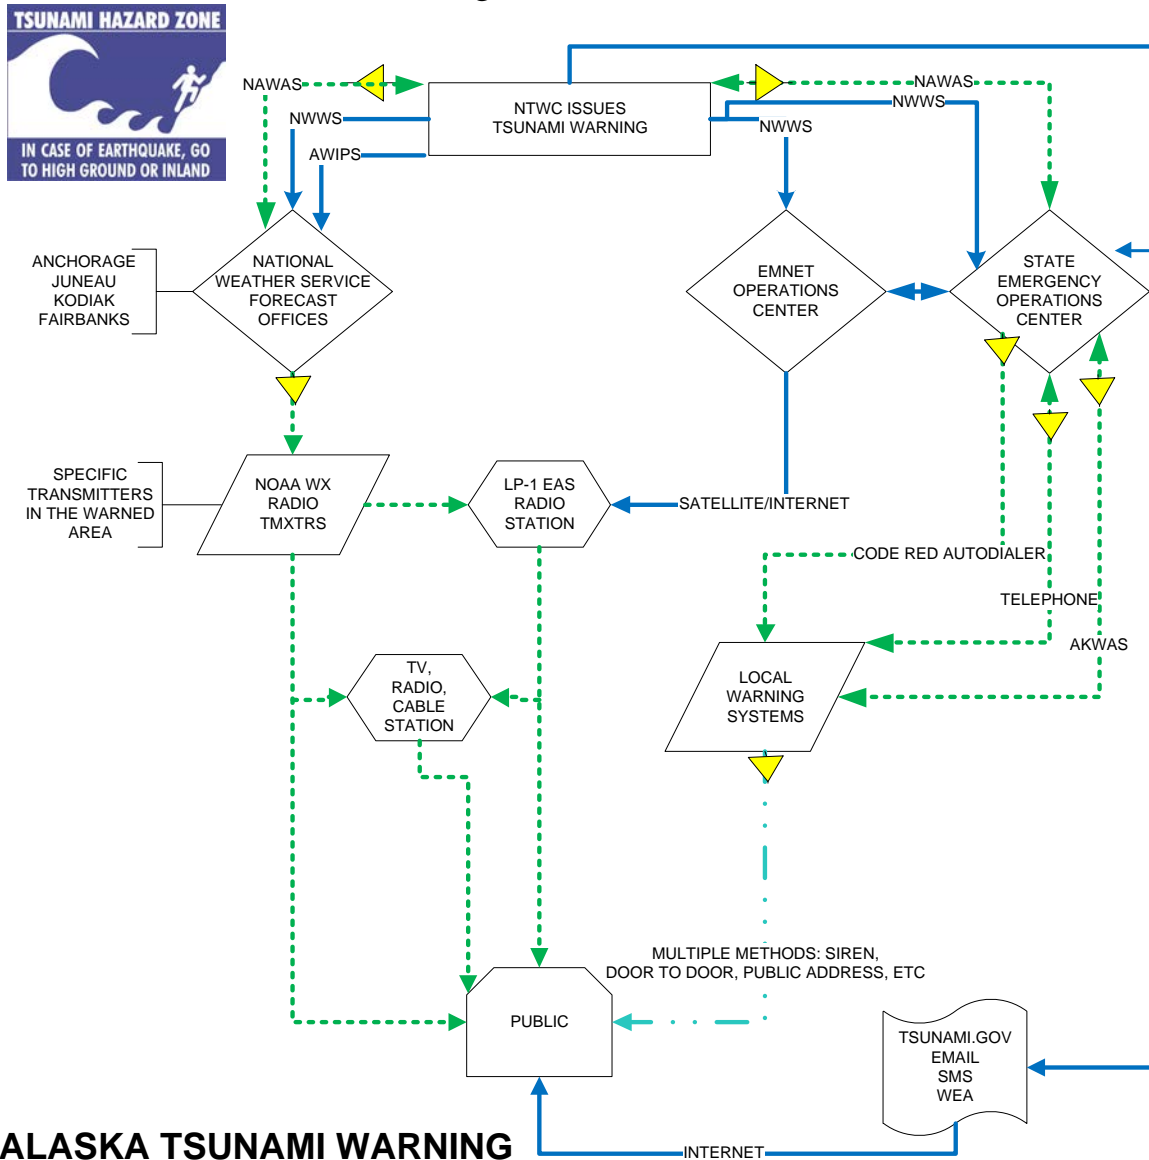 TSUNAMI HAZARD ZONE
IN CASE OF EARTHQUAKE, GO
TO HIGH GROUND OR INLAND
NAWAS
NWWS
AWIPS
NTWC ISSUES
TSUNAMI WARNING
NAWAS
NWWS
NWWS
ANCHORAGE
JUNEAU
KODIAK
FAIRBANKS
NATIONAL
WEATHER SERVICE
FORECAST
OFFICES
EMNET
OPERATIONS
CENTER
STATE
EMERGENCY
OPERATIONS
CENTER
SPECIFIC
TRANSMITTERS
IN THE WARNED
AREA
NOAA WX
RADIO
TMXTRS
LP-1 EAS
RADIO
STATION
SATELLITE/INTERNET
CODE RED AUTODIALER
TELEPHONE
AKWAS
TV,
RADIO,
CABLE
STATION
LOCAL
WARNING
SYSTEMS
MULTIPLE METHODS: SIREN,
DOOR TO DOOR, PUBLIC ADDRESS, ETC
PUBLIC
TSUNAMI.GOV
EMAIL
SMS
WEA
INTERNET
ALASKA TSUNAMI WARNING